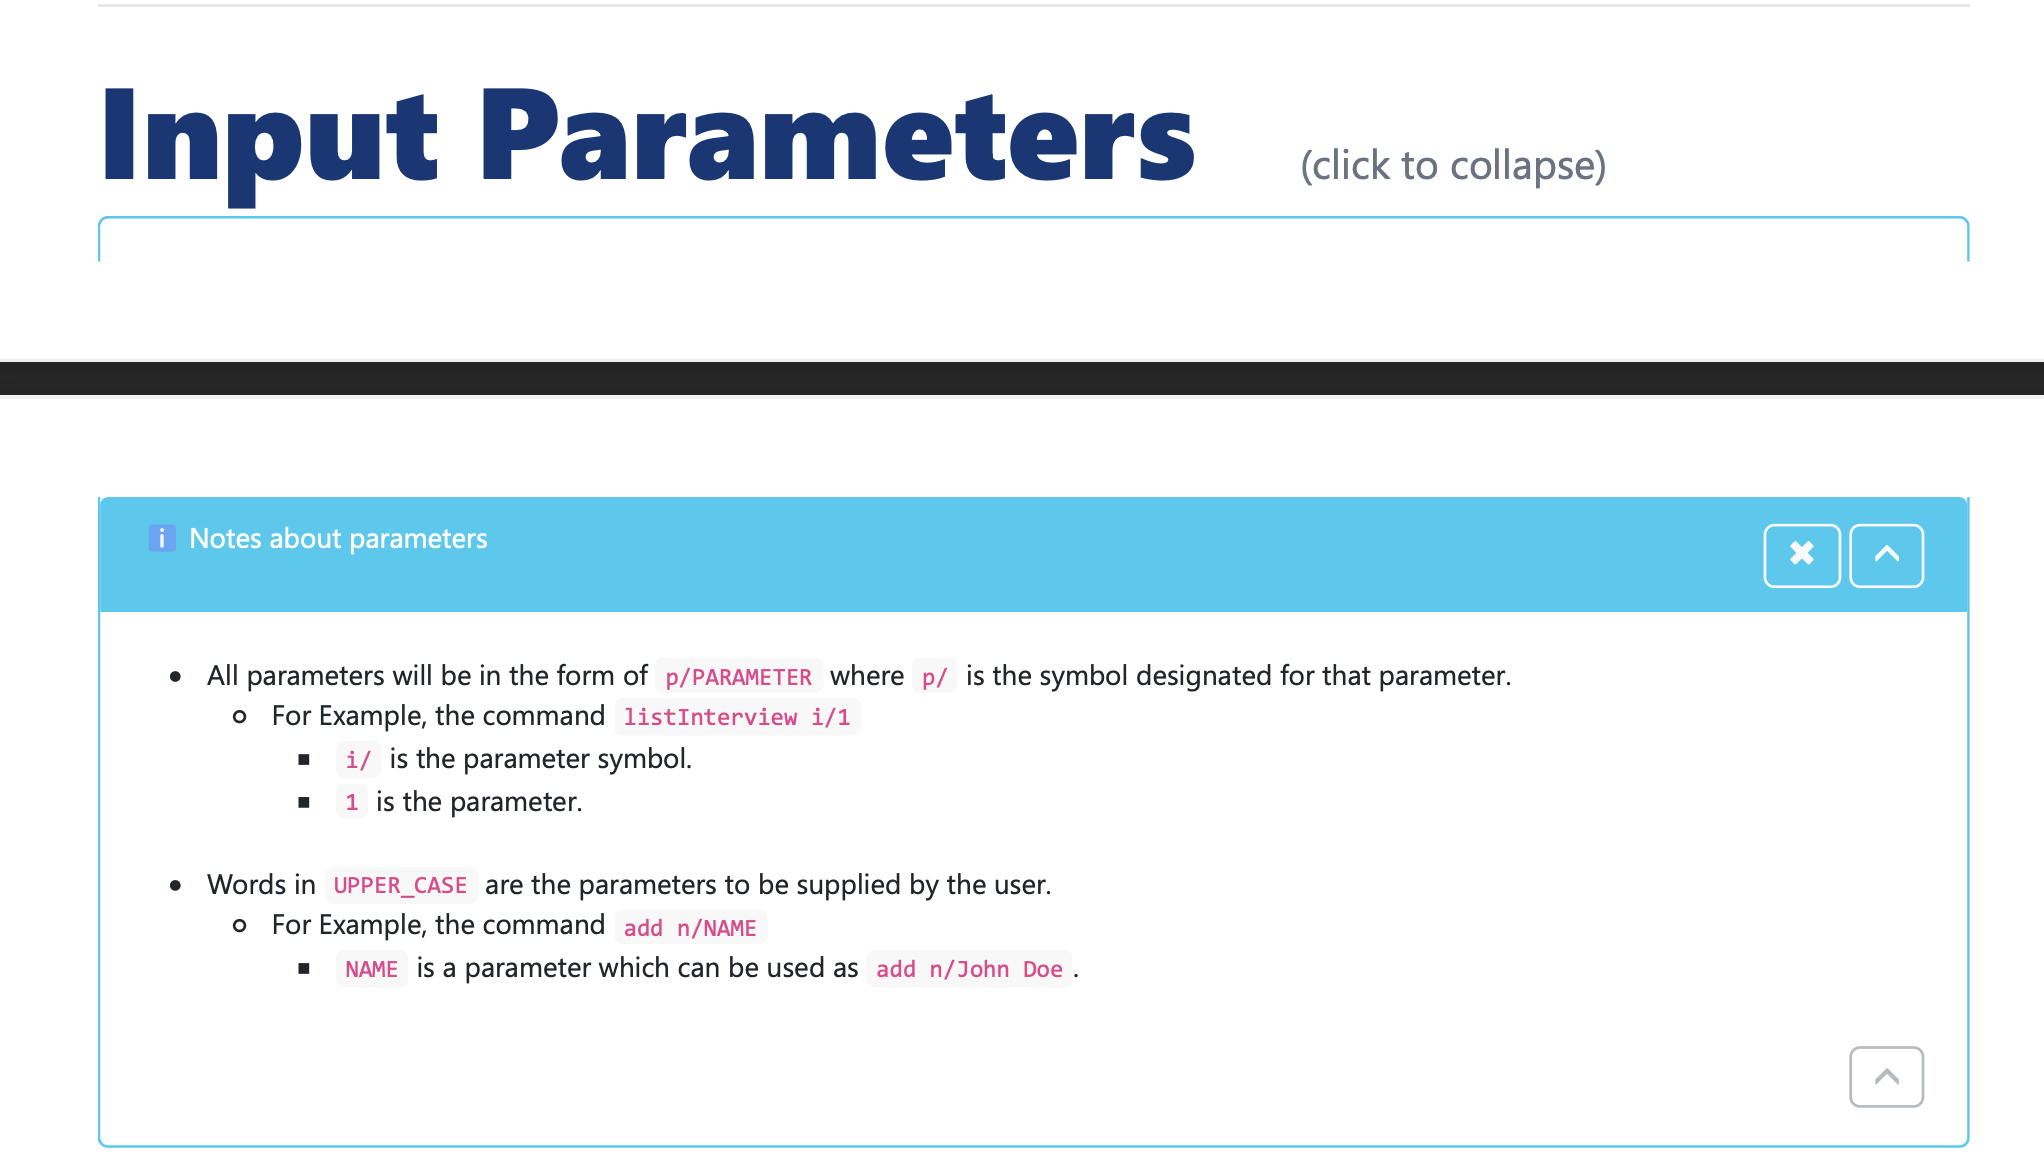 Input Parameters (click to collapse)
i Notes about parameters
All parameters will be in the form of p/PARAMETER where p/ is the symbol designated for that parameter.
For Example, the command listInterview i/1
i/ is the parameter symbol.
1 is the parameter.
Words in UPPER_CASE are the parameters to be supplied by the user.
For Example, the command add n/NAME
NAME is a parameter which can be used as add n/John Doe .